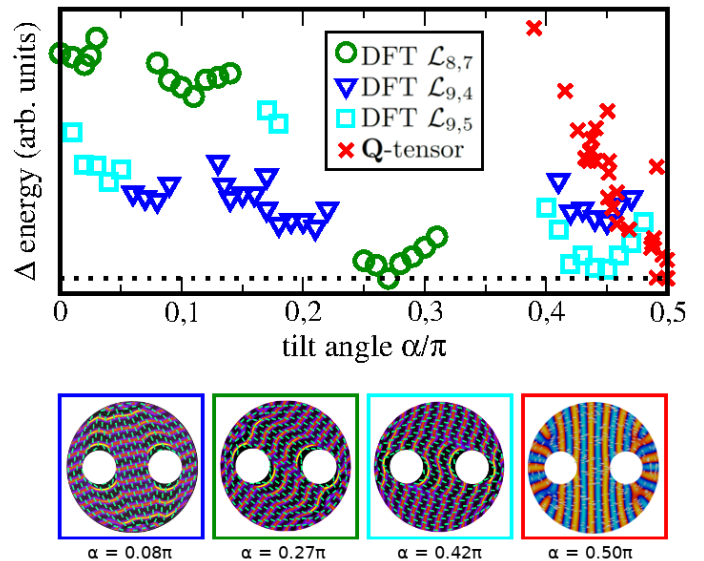 Δ energy (arb. units)
DFT ℒ8,7
DFT ℒ9,4
DFT ℒ9,5
Q-tensor
0 0,1 0,2 0,3 0,4 0,5
tilt angle α/π
α = 0.08π α = 0.27π α = 0.42π α = 0.50π